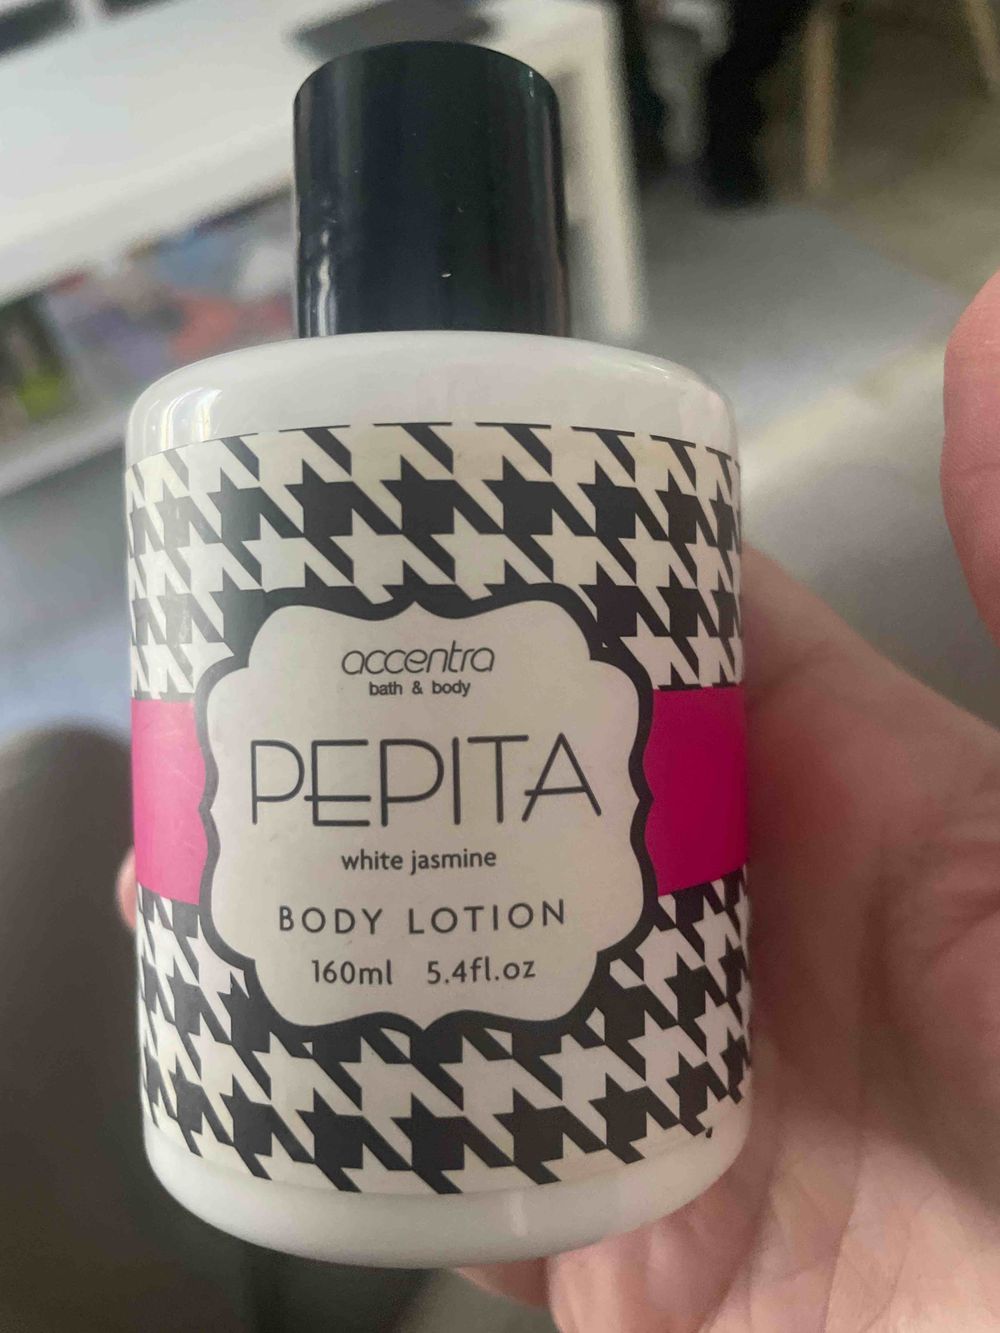 accentra
bath & body
PEPITA
white jasmine
BODY LOTION
160ml 5.4fl.oz